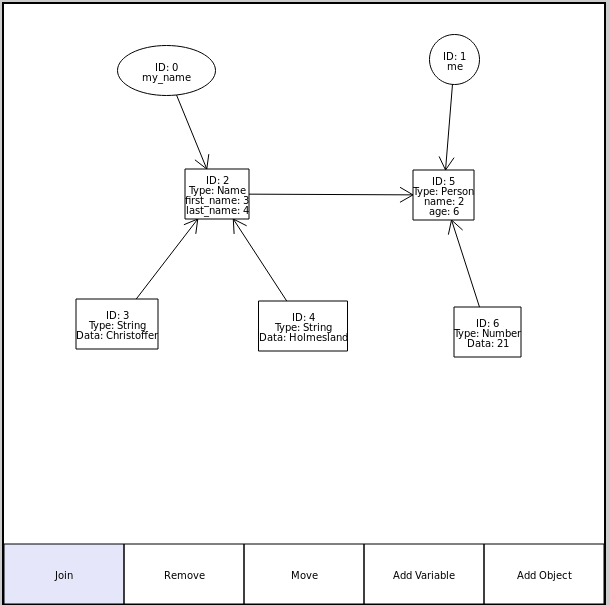 ID: 0
my_name
ID: 1
me
ID: 2
Type: Name
first_name: 3
last_name: 4
ID: 5
Type: Person
name: 2
age: 6
ID: 3
Type: String
Data: Christoffer
ID: 4
Type: String
Data: Holmesland
ID: 6
Type: Number
Data: 21
Join
Remove
Move
Add Variable
Add Object